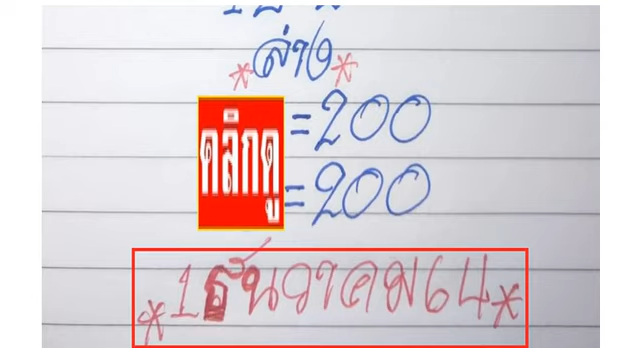 *ล่าง*
=200
คลิกดู
=200
*1ธันวาคม64*